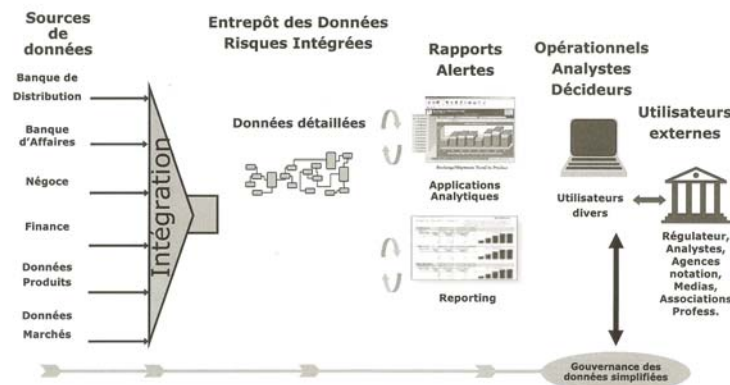 Sources
de
données
Entrepôt des Données
Risques Intégrées
Rapports
Alertes
Opérationnels
Analystes
Décideurs
Utilisateurs
externes
Banque de
Distribution
Banque
d'Affaires
Négoce
Finance
Données
Produits
Données
Marchés
Intégration
Données détaillées
Applications
Analytiques
Reporting
Utilisateurs
divers
Régulateur,
Analystes,
Agences
notation,
Medias,
Associations
Profess.
Gouvernance des
données simplifiées